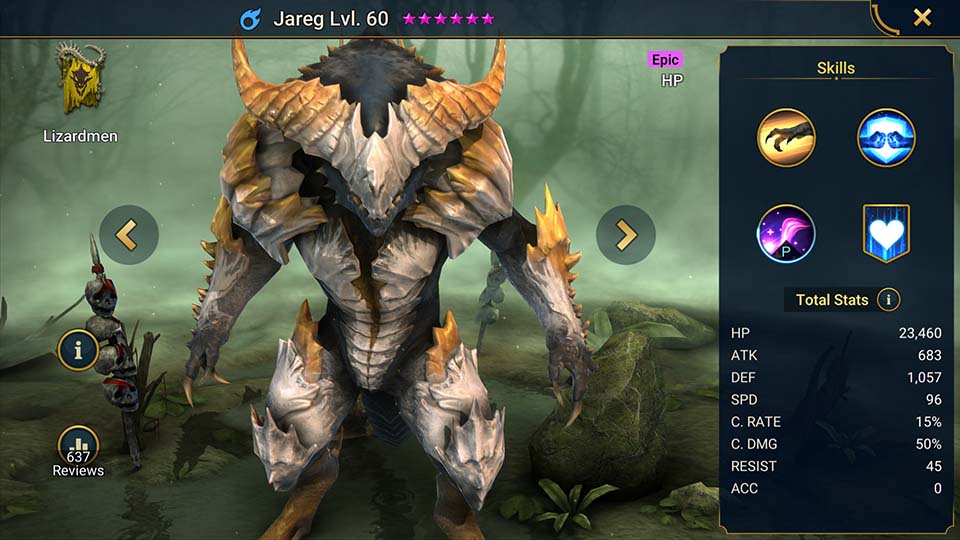 Jareg Lvl. 60
Epic
HP
Lizardmen
637
Reviews
Skills
P
Total Stats
HP 23,460
ATK 683
DEF 1,057
SPD 96
C. RATE 15%
C. DMG 50%
RESIST 45
ACC 0